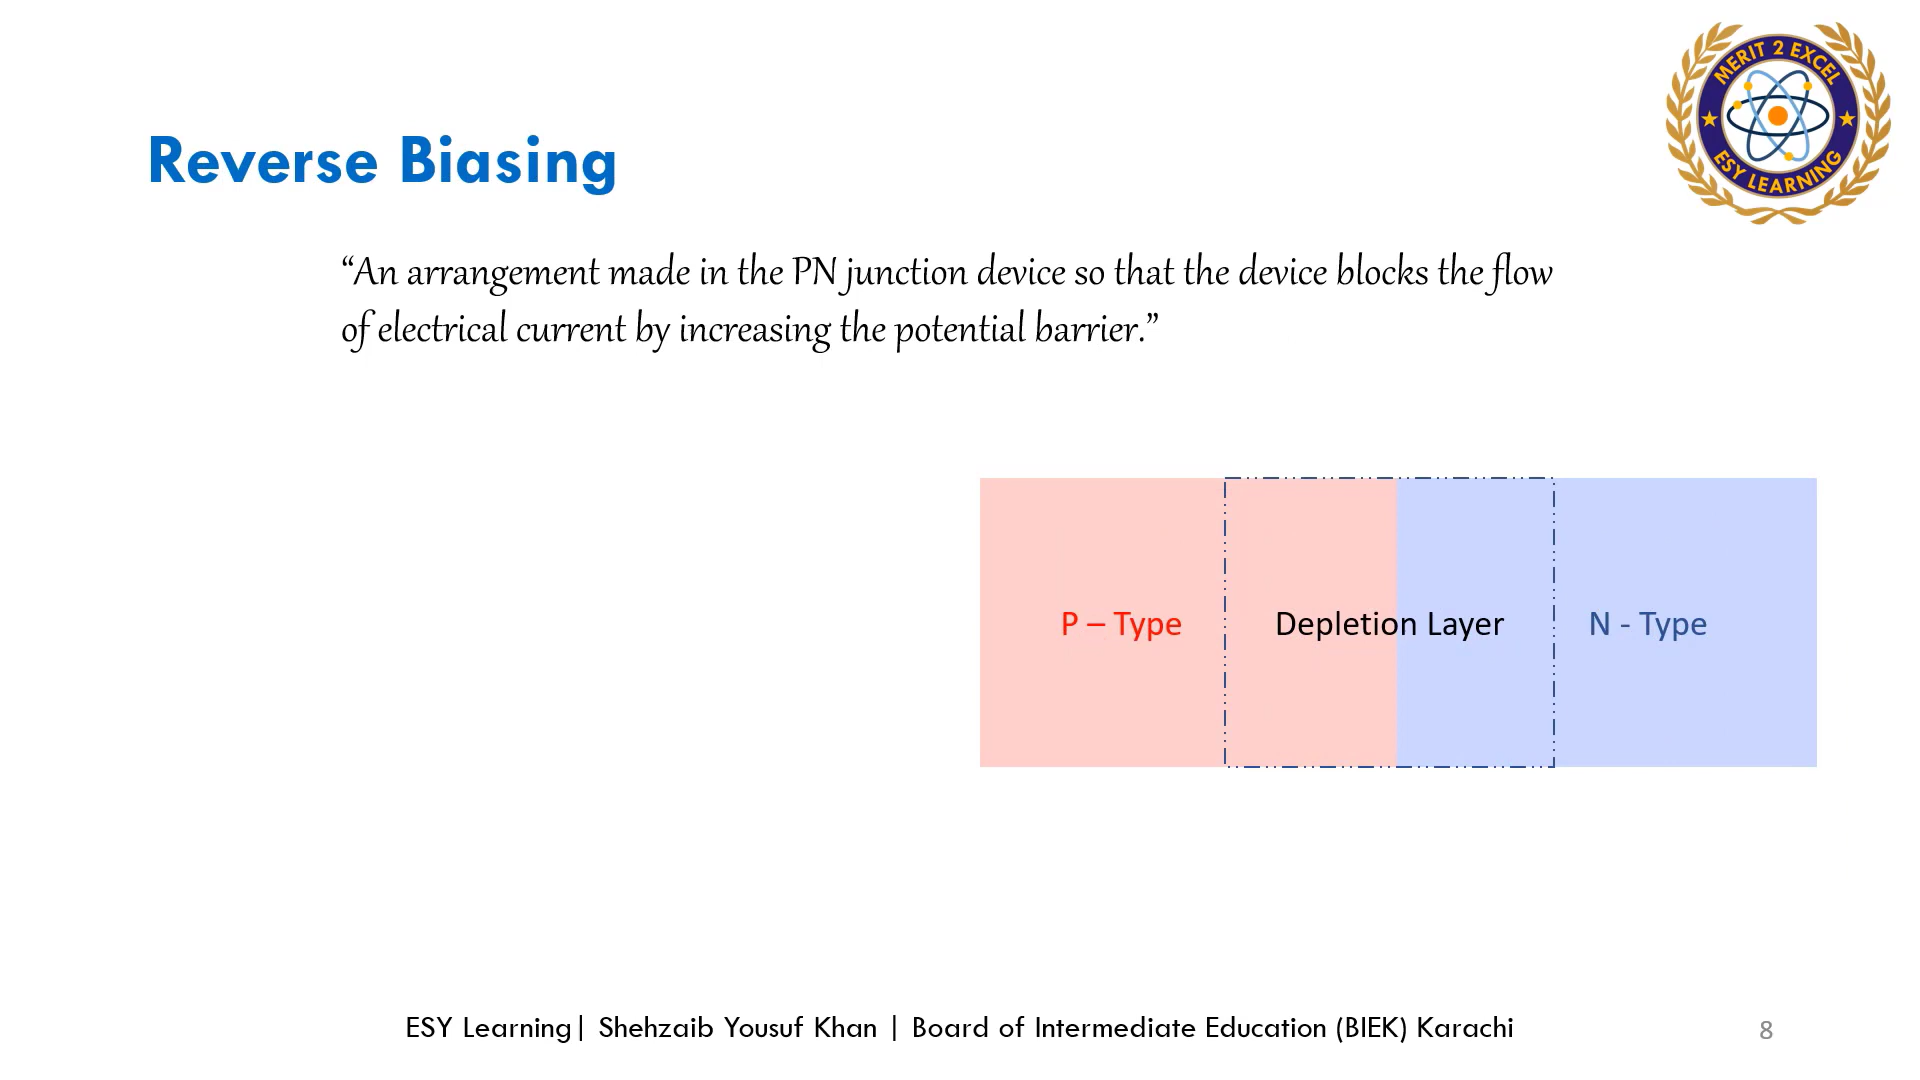 MERIT 2 EXCEL
ESY LEARNING
Reverse Biasing
“An arrangement made in the PN junction device so that the device blocks the flow
of electrical current by increasing the potential barrier.”
P – Type
Depletion Layer
N - Type
ESY Learning| Shehzaib Yousuf Khan | Board of Intermediate Education (BIEK) Karachi
8